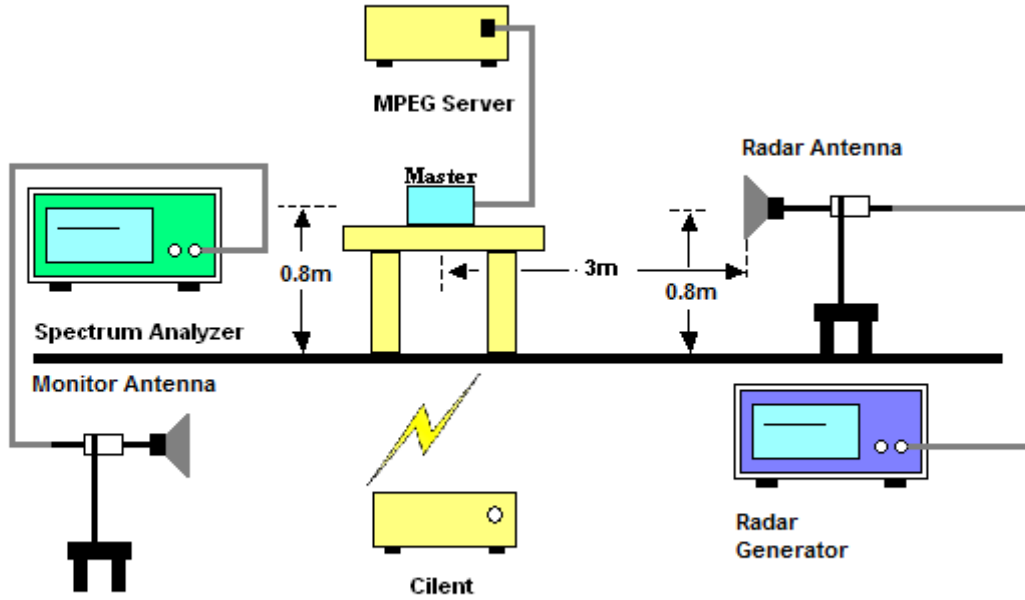 MPEG Server
Master
Radar Antenna
0.8m
3m
0.8m
Spectrum Analyzer
Monitor Antenna
Radar
Generator
Cilent